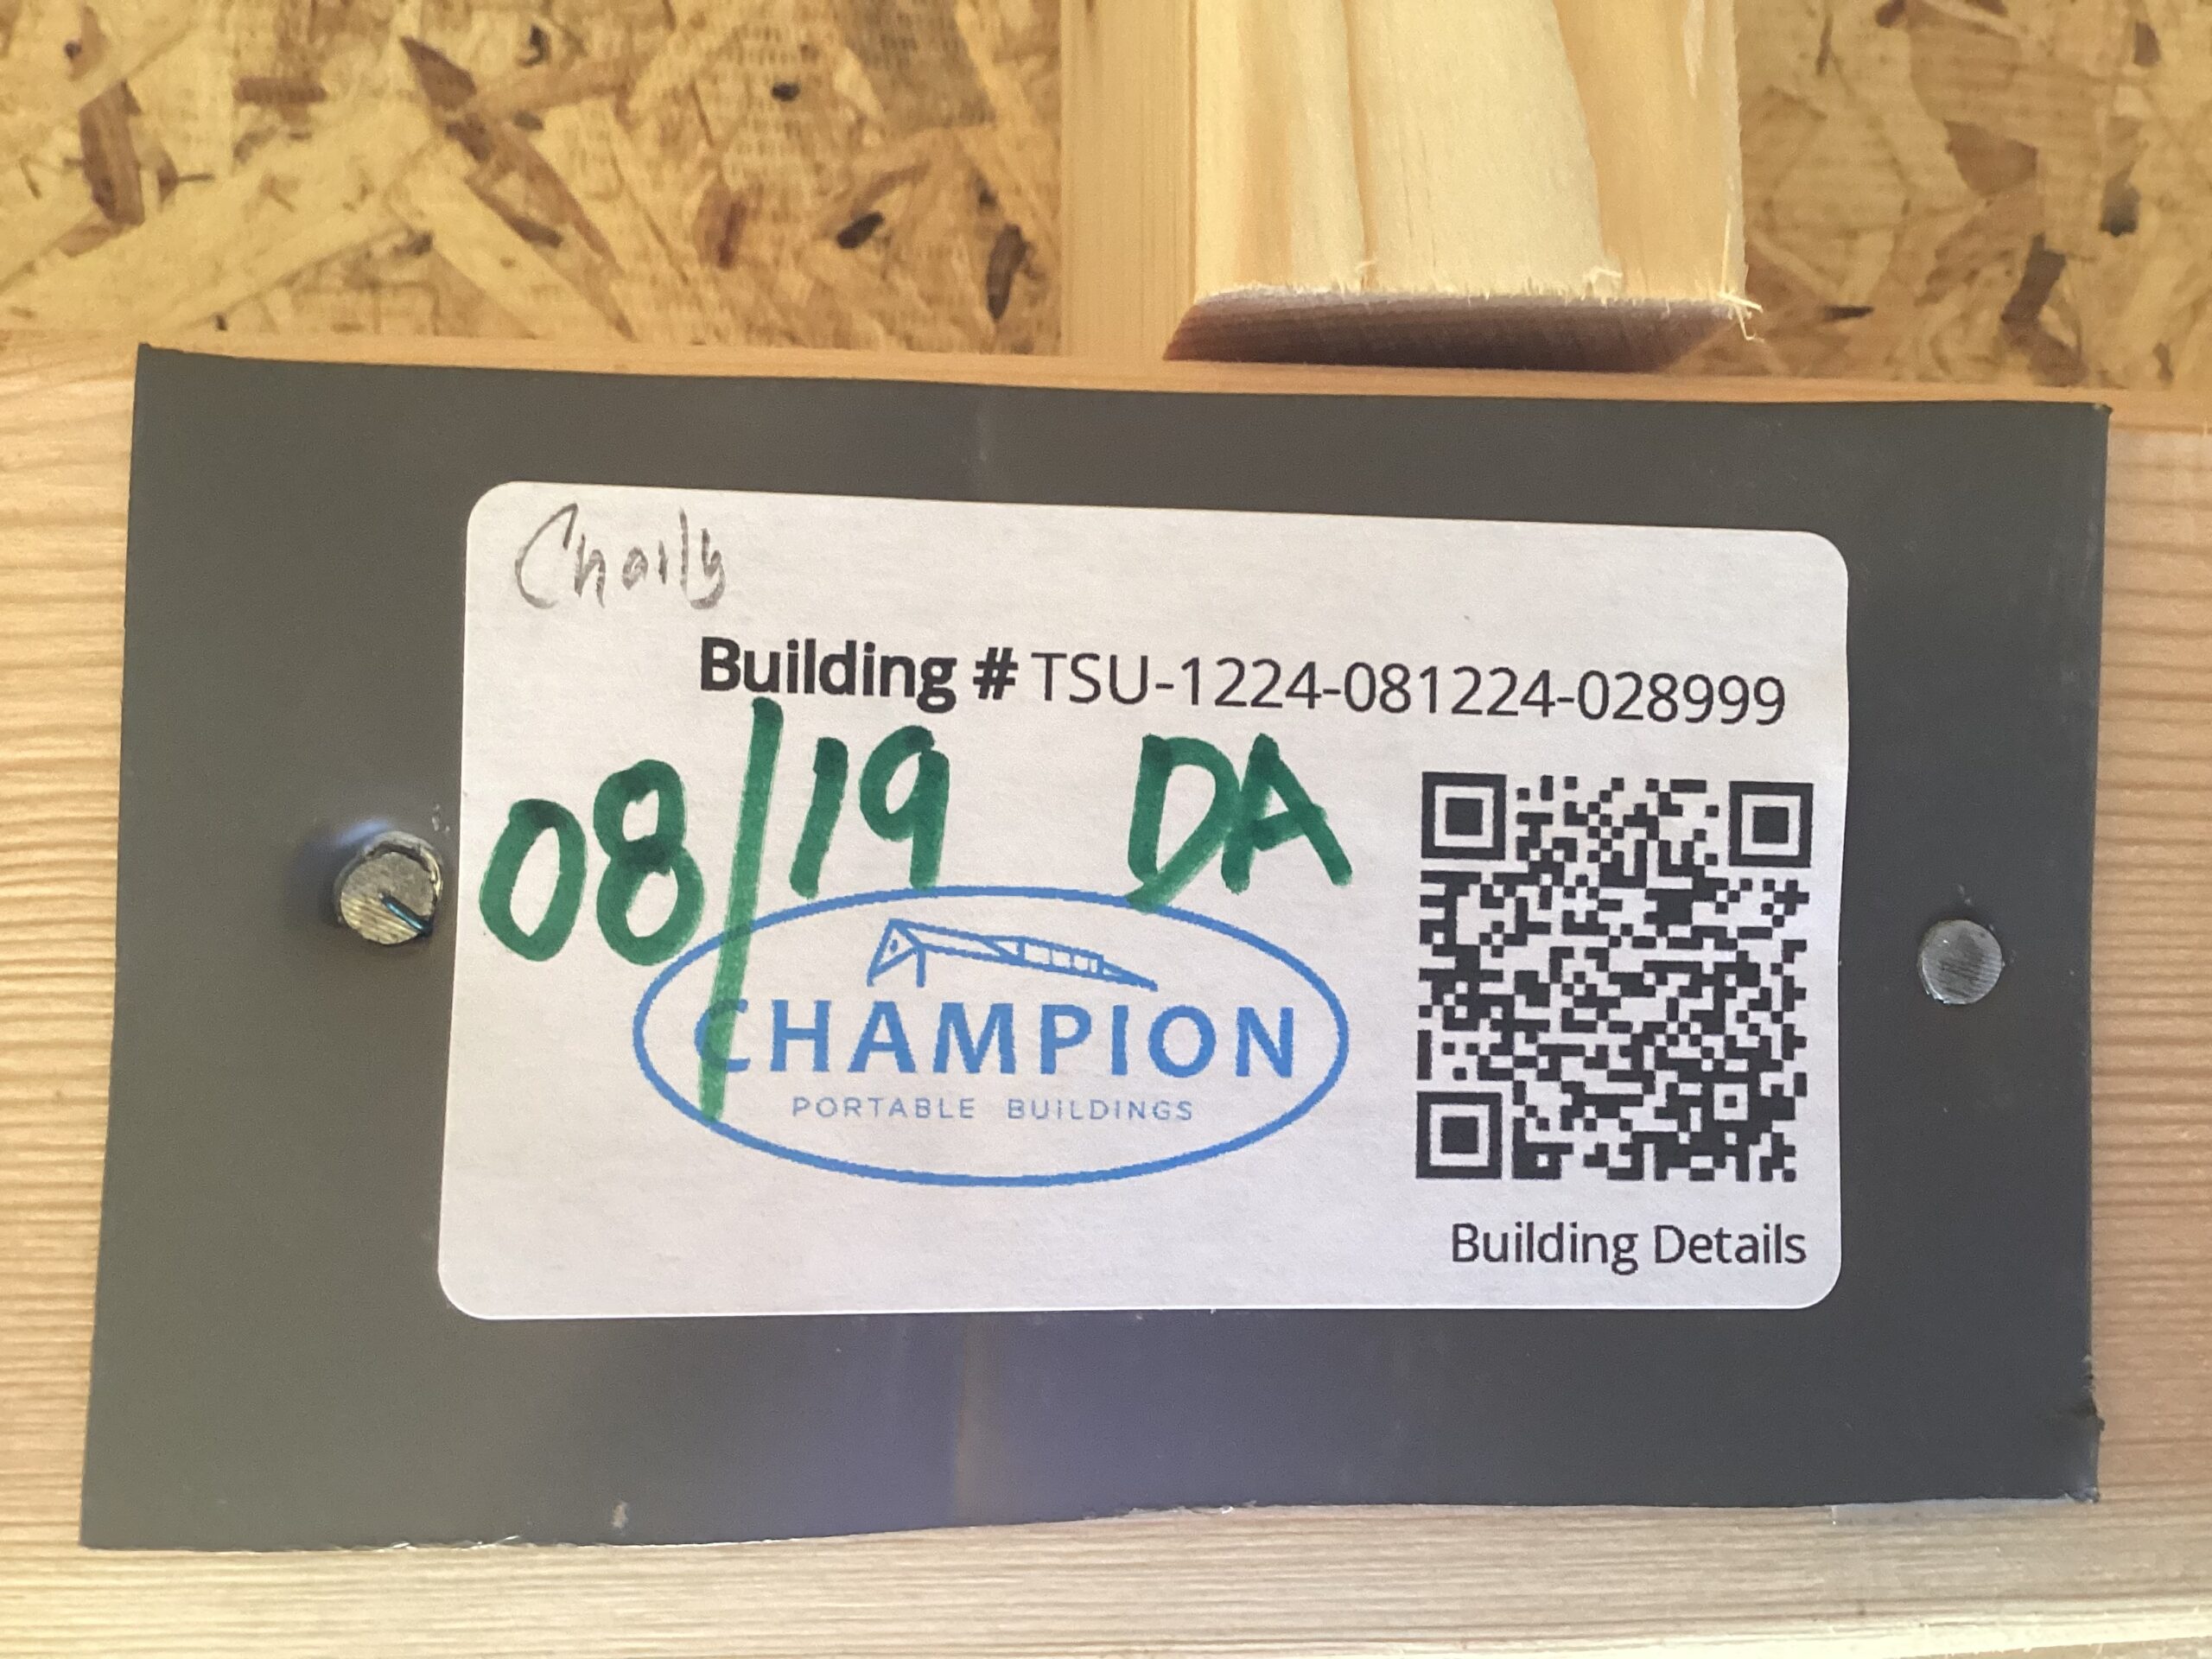 Charly
Building # TSU-1224-081224-028999
08/19 DA
CHAMPION
PORTABLE BUILDINGS
Building Details